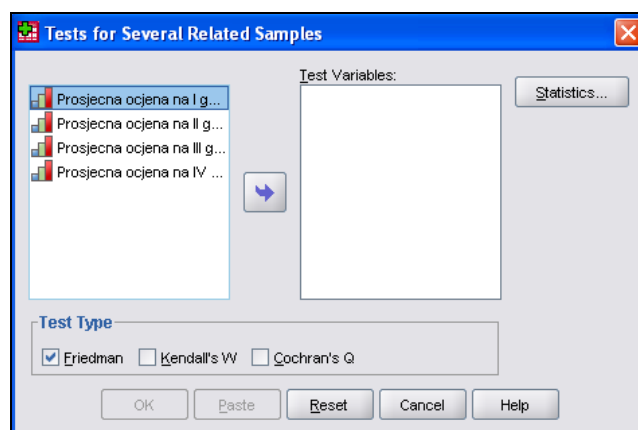 Tests for Several Related Samples
Test Variables:
Prosjecna ocjena na I g...
Prosjecna ocjena na II g...
Prosjecna ocjena na III g...
Prosjecna ocjena na IV ...
Statistics...
Test Type
Friedman Kendall's W Cochran's Q
OK Paste Reset Cancel Help